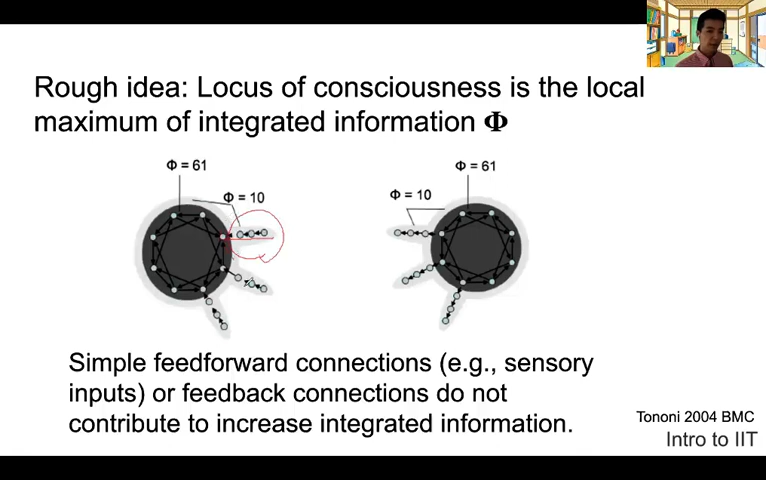 Rough idea: Locus of consciousness is the local
maximum of integrated information Φ
Φ = 61
Φ = 10
Φ = 61
Φ = 10
Simple feedforward connections (e.g., sensory
inputs) or feedback connections do not
contribute to increase integrated information.
Tononi 2004 BMC
Intro to IIT